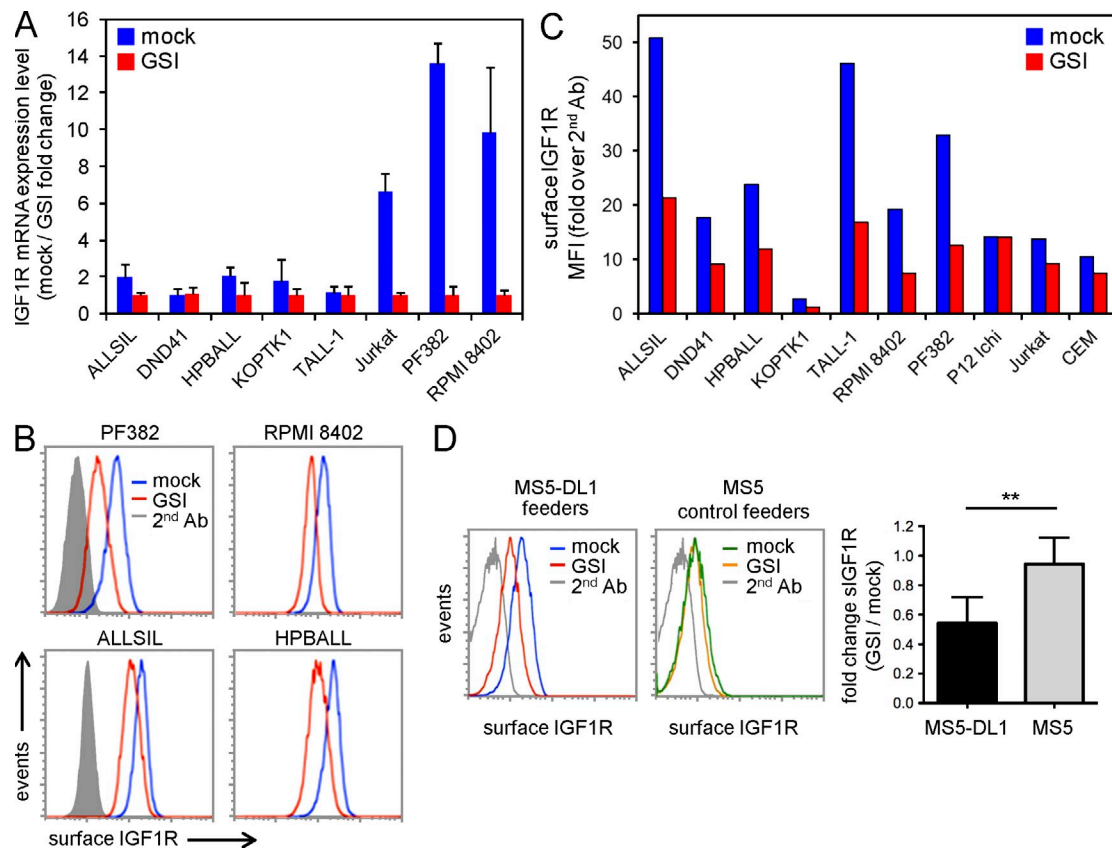 A
IGF1R mRNA expression level
(mock / GSI fold change)
16
14
12
10
8
6
4
2
0
mock
GSI
ALLSIL
DND41
HPBALL
KOPTK1
TALL-1
Jurkat
PF382
RPMI 8402
C
surface IGF1R
MFI (fold over 2nd Ab)
50
40
30
20
10
0
mock
GSI
ALLSIL
DND41
HPBALL
KOPTK1
TALL-1
RPMI 8402
PF382
P12 Ichi
Jurkat
CEM
B
PF382
mock
GSI
2nd Ab
RPMI 8402
ALLSIL
HPBALL
events
surface IGF1R
D
MS5-DL1
feeders
mock
GSI
2nd Ab
events
surface IGF1R
MS5
control feeders
mock
GSI
2nd Ab
surface IGF1R
fold change sIGF1R
(GSI / mock)
1.2
1.0
0.8
0.6
0.4
0.2
0.0
**
MS5-DL1
MS5